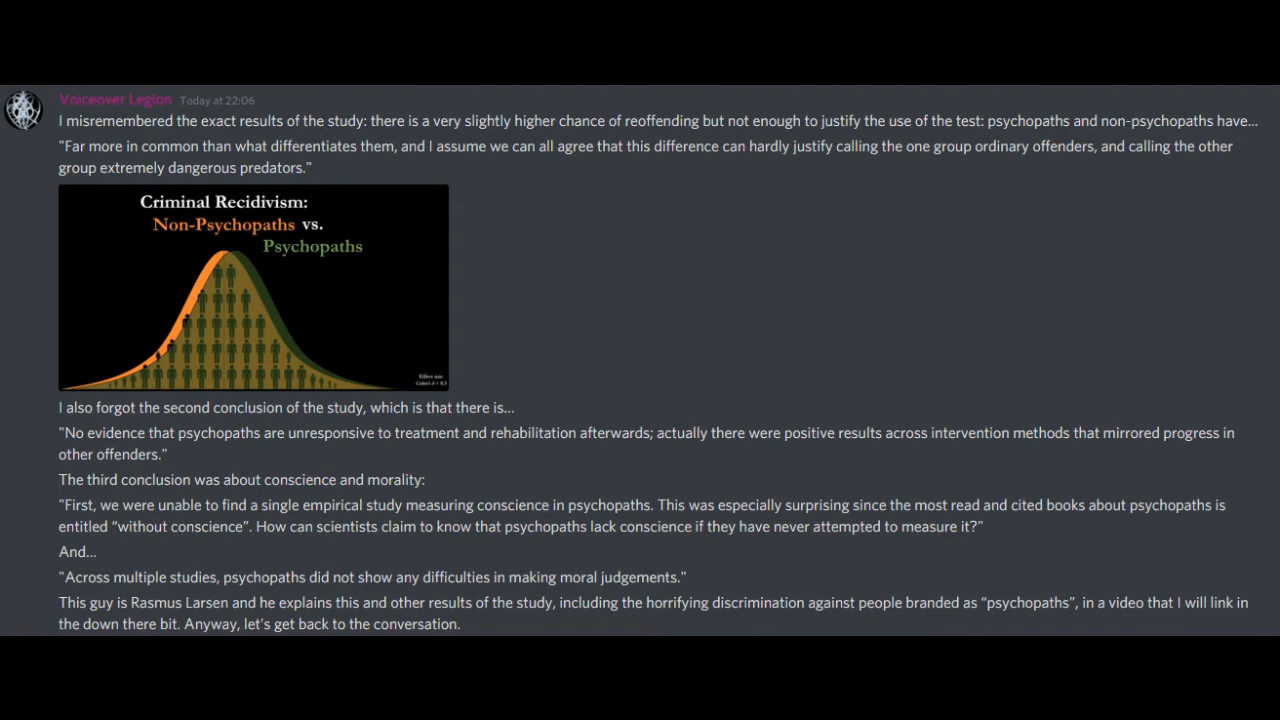 Voiceover Legion Today at 22:06
I misremembered the exact results of the study: there is a very slightly higher chance of reoffending but not enough to justify the use of the test: psychopaths and non-psychopaths have...
"Far more in common than what differentiates them, and I assume we can all agree that this difference can hardly justify calling the one group ordinary offenders, and calling the other
group extremely dangerous predators."
Criminal Recidivism:
Non-Psychopaths vs.
Psychopaths
Effect size:
Cohen's d = 0.3
I also forgot the second conclusion of the study, which is that there is...
"No evidence that psychopaths are unresponsive to treatment and rehabilitation afterwards; actually there were positive results across intervention methods that mirrored progress in
other offenders."
The third conclusion was about conscience and morality:
"First, we were unable to find a single empirical study measuring conscience in psychopaths. This was especially surprising since the most read and cited books about psychopaths is
entitled “without conscience”. How can scientists claim to know that psychopaths lack conscience if they have never attempted to measure it?"
And...
"Across multiple studies, psychopaths did not show any difficulties in making moral judgements."
This guy is Rasmus Larsen and he explains this and other results of the study, including the horrifying discrimination against people branded as “psychopaths”, in a video that I will link in
the down there bit. Anyway, let's get back to the conversation.